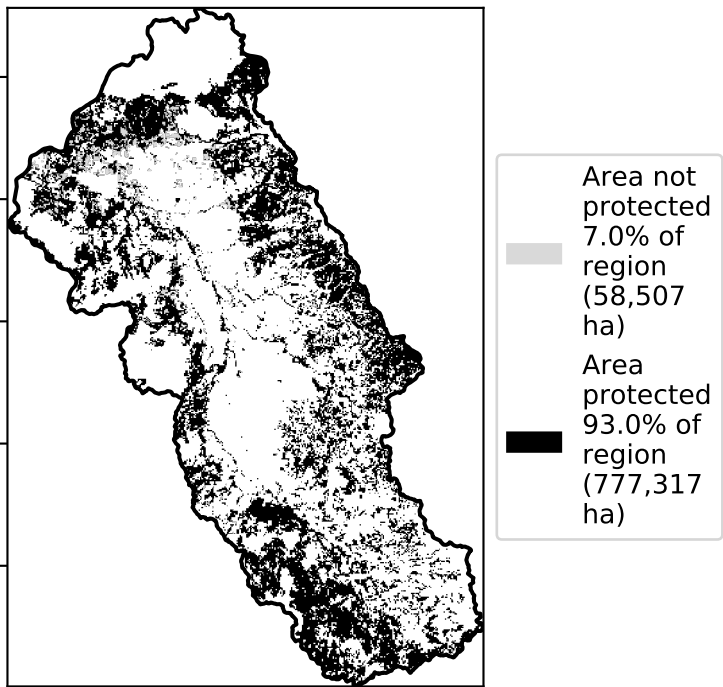 Area not
protected
7.0% of
region
(58,507
ha)
Area
protected
93.0% of
region
(777,317
ha)